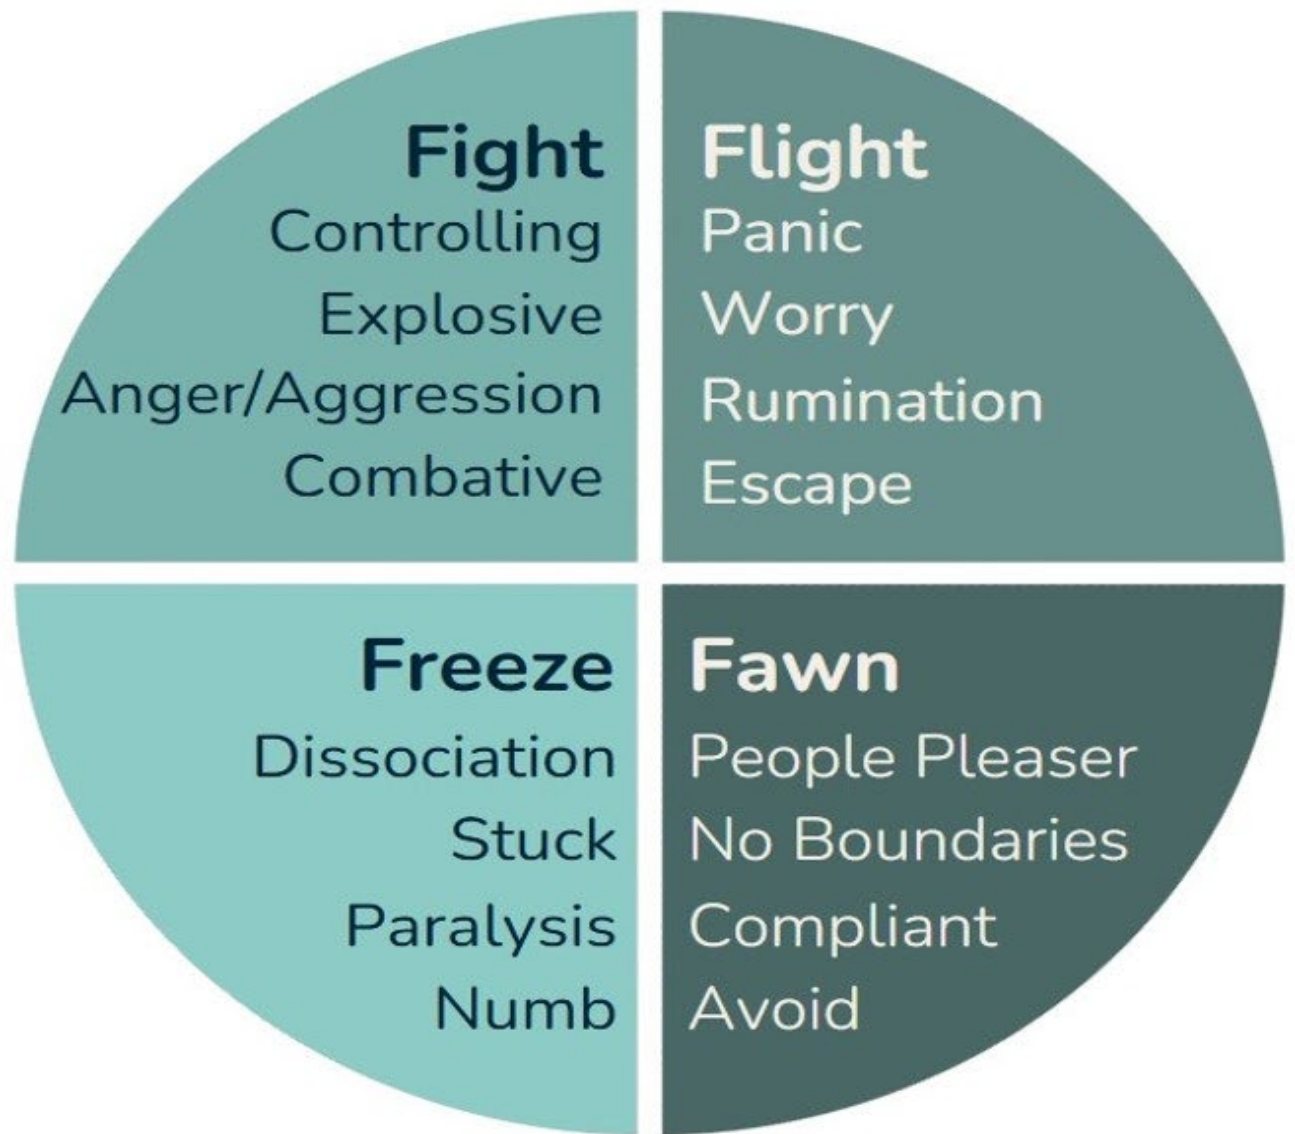 Fight
Controlling
Explosive
Anger/Aggression
Combative
Flight
Panic
Worry
Rumination
Escape
Freeze
Dissociation
Stuck
Paralysis
Numb
Fawn
People Pleaser
No Boundaries
Compliant
Avoid